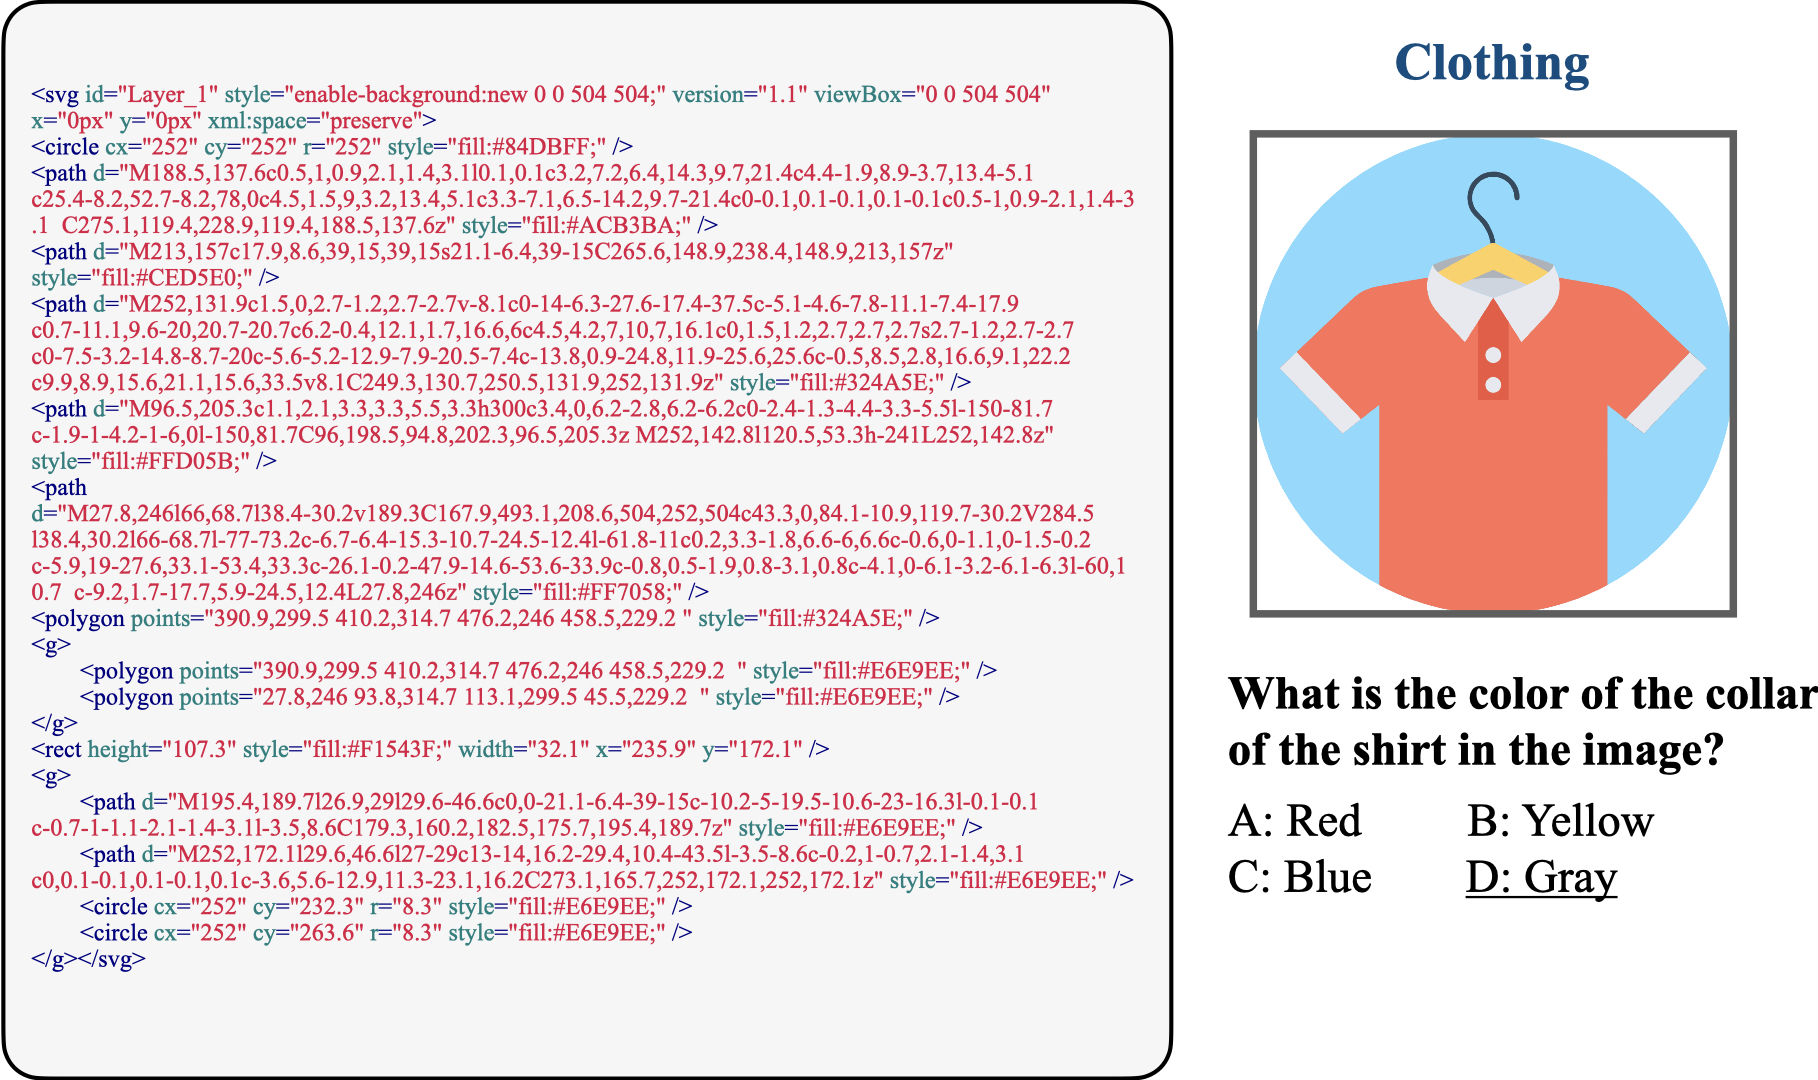 <svg id="Layer_1" style="enable-background:new 0 0 504 504;" version="1.1" viewBox="0 0 504 504"
x="0px" y="0px" xml:space="preserve">
<circle cx="252" cy="252" r="252" style="fill:#84DBFF;" />
<path d="M188.5,137.6c0.5,1,0.9,2.1,1.4,3.1l0.1,0.1c3.2,7.2,6.4,14.3,9.7,21.4c4.4-1.9,8.9-3.7,13.4-5.1
c25.4-8.2,52.7-8.2,78,0c4.5,1.5,9,3.2,13.4,5.1c3.3-7.1,6.5-14.2,9.7-21.4c0-0.1,0.1-0.1,0.1-0.1c0.5-1,0.9-2.1,1.4-3
.1  C275.1,119.4,228.9,119.4,188.5,137.6z" style="fill:#ACB3BA;" />
<path d="M213,157c17.9,8.6,39,15,39,15s21.1-6.4,39-15C265.6,148.9,238.4,148.9,213,157z"
style="fill:#CED5E0;" />
<path d="M252,131.9c1.5,0,2.7-1.2,2.7-2.7v-8.1c0-14-6.3-27.6-17.4-37.5c-5.1-4.6-7.8-11.1-7.4-17.9
c0.7-11.1,9.6-20,20.7-20.7c6.2-0.4,12.1,1.7,16.6,6c4.5,4.2,7,10,7,16.1c0,1.5,1.2,2.7,2.7,2.7s2.7-1.2,2.7-2.7
c0-7.5-3.2-14.8-8.7-20c-5.6-5.2-12.9-7.9-20.5-7.4c-13.8,0.9-24.8,11.9-25.6,25.6c-0.5,8.5,2.8,16.6,9.1,22.2
c9.9,8.9,15.6,21.1,15.6,33.5v8.1C249.3,130.7,250.5,131.9,252,131.9z" style="fill:#324A5E;" />
<path d="M96.5,205.3c1.1,2.1,3.3,3.3,5.5,3.3h300c3.4,0,6.2-2.8,6.2-6.2c0-2.4-1.3-4.4-3.3-5.5l-150-81.7
c-1.9-1-4.2-1-6,0l-150,81.7C96,198.5,94.8,202.3,96.5,205.3z M252,142.8l120.5,53.3h-241L252,142.8z"
style="fill:#FFD05B;" />
<path
d="M27.8,246l66,68.7l38.4-30.2v189.3C167.9,493.1,208.6,504,252,504c43.3,0,84.1-10.9,119.7-30.2V284.5
l38.4,30.2l66-68.7l-77-73.2c-6.7-6.4-15.3-10.7-24.5-12.4l-61.8-11c0.2,3.3-1.8,6.6-6,6.6c-0.6,0-1.1,0-1.5-0.2
c-5.9,19-27.6,33.1-53.4,33.3c-26.1-0.2-47.9-14.6-53.6-33.9c-0.8,0.5-1.9,0.8-3.1,0.8c-4.1,0-6.1-3.2-6.1-6.3l-60,1
0.7  c-9.2,1.7-17.7,5.9-24.5,12.4L27.8,246z" style="fill:#FF7058;" />
<polygon points="390.9,299.5 410.2,314.7 476.2,246 458.5,229.2 " style="fill:#324A5E;" />
<g>
<polygon points="390.9,299.5 410.2,314.7 476.2,246 458.5,229.2  " style="fill:#E6E9EE;" />
<polygon points="27.8,246 93.8,314.7 113.1,299.5 45.5,229.2  " style="fill:#E6E9EE;" />
</g>
<rect height="107.3" style="fill:#F1543F;" width="32.1" x="235.9" y="172.1" />
<g>
<path d="M195.4,189.7l26.9,29l29.6-46.6c0,0-21.1-6.4-39-15c-10.2-5-19.5-10.6-23-16.3l-0.1-0.1
c-0.7-1-1.1-2.1-1.4-3.1l-3.5,8.6C179.3,160.2,182.5,175.7,195.4,189.7z" style="fill:#E6E9EE;" />
<path d="M252,172.1l29.6,46.6l27-29c13-14,16.2-29.4,10.4-43.5l-3.5-8.6c-0.2,1-0.7,2.1-1.4,3.1
c0,0.1-0.1,0.1-0.1,0.1c-3.6,5.6-12.9,11.3-23.1,16.2C273.1,165.7,252,172.1,252,172.1z" style="fill:#E6E9EE;" />
<circle cx="252" cy="232.3" r="8.3" style="fill:#E6E9EE;" />
<circle cx="252" cy="263.6" r="8.3" style="fill:#E6E9EE;" />
</g></svg>
Clothing
What is the color of the collar
of the shirt in the image?
A: Red B: Yellow
C: Blue D: Gray